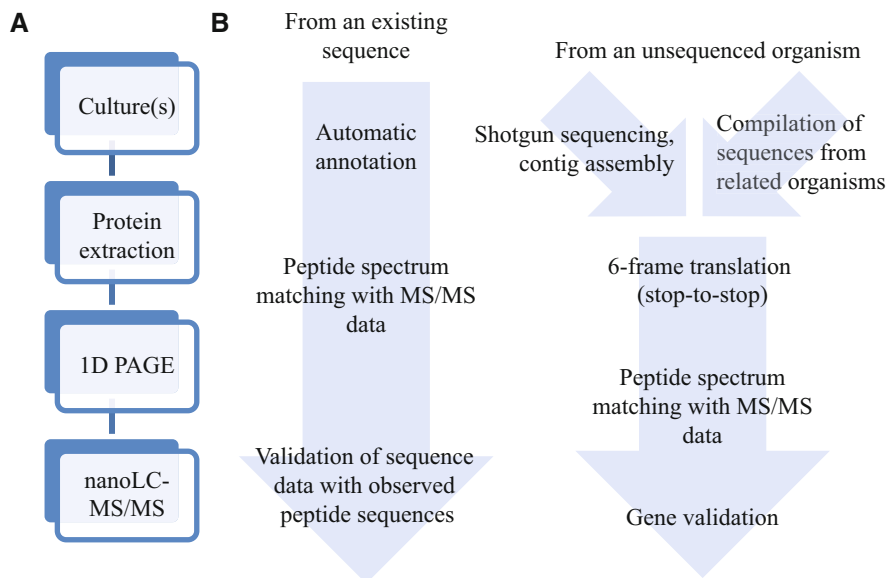 A
Culture(s)
Protein
extraction
1D PAGE
nanoLC-
MS/MS
B
From an existing
sequence
Automatic
annotation
Peptide spectrum
matching with MS/MS
data
Validation of sequence
data with observed
peptide sequences
From an unsequenced organism
Shotgun sequencing,
contig assembly
Compilation of
sequences from
related organisms
6-frame translation
(stop-to-stop)
Peptide spectrum
matching with MS/MS
data
Gene validation